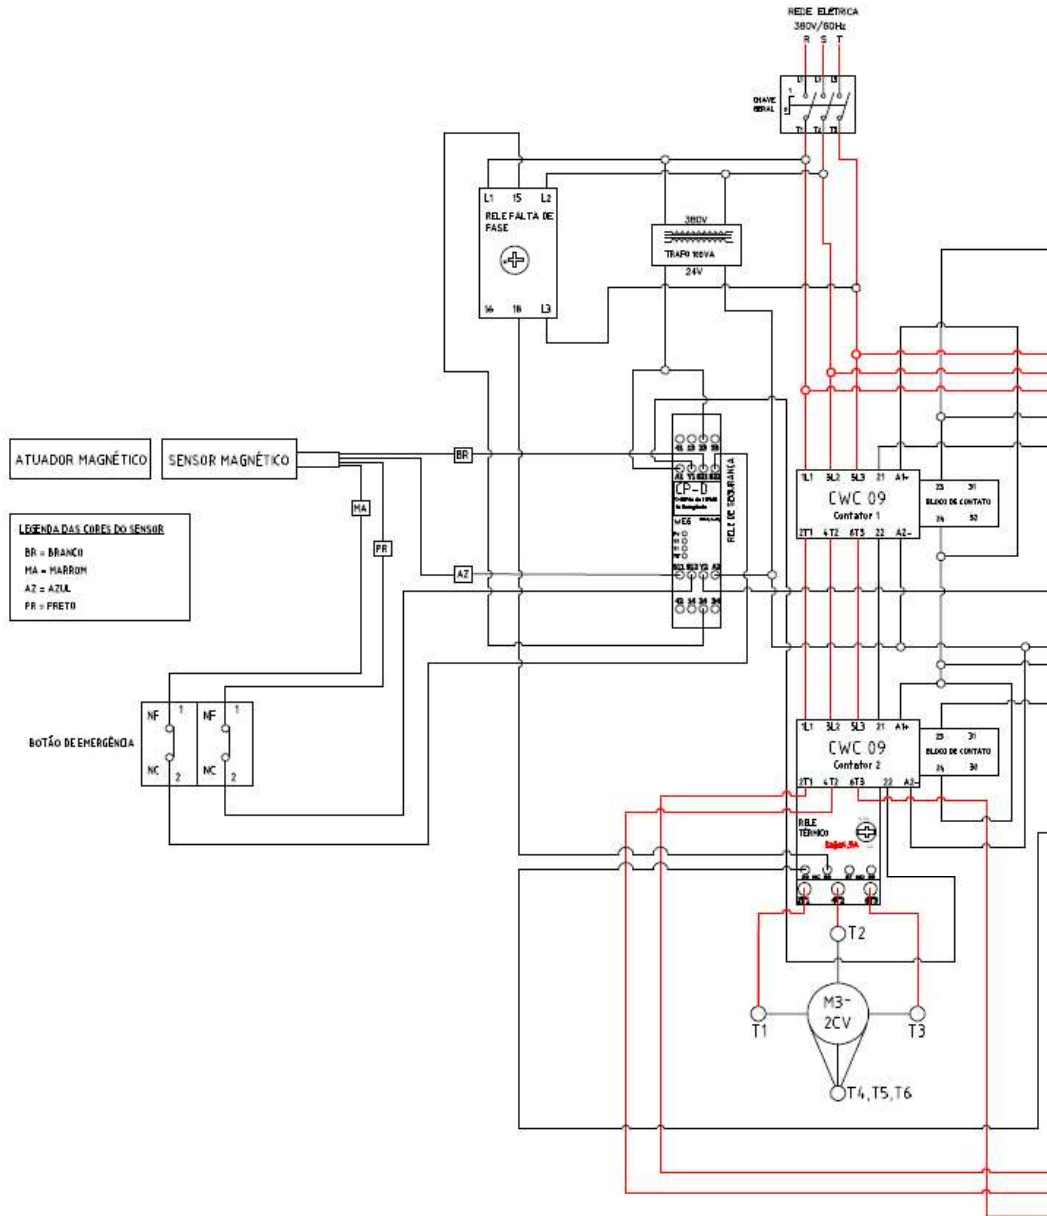 REDE ELÉTRICA
380V/60Hz
R S T
L1
L3
CHAVE
GERAL
T1 T2 T3
L1 15 L2
RELE FALTA DE
FASE
16 18 L3
380V
TRAFO 100VA
24V
ATUADOR MAGNÉTICO
SENSOR MAGNÉTICO
BR
MA
PR
AZ
LEGENDA DAS CORES DO SENSOR
BR = BRANCO
MA = MARROM
AZ = AZUL
PR = PRETO
CP-D
WEG
RELE DE SEGURANÇA
1L1 3L2 5L3 21 A1+
CWC 09
Contator 1
2T1 4T2 6T3 22 A2-
23 31
BLOCO DE CONTATO
24 32
NF 1 NF 1
BOTÃO DE EMERGÊNCIA
NC 2 NC 2
1L1 3L2 5L3 21 A1+
CWC 09
Contator 2
2T1 4T2 6T3 22 A2-
23 31
BLOCO DE CONTATO
24
RELE
TÉRMICO
T2
M3-
2CV
T1
T3
T4,T5,T6